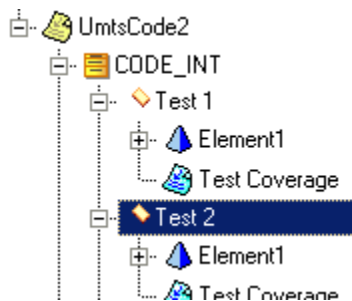 UmtsCode2
CODE_INT
Test 1
Element1
Test Coverage
Test 2
Element1
Test Coverage